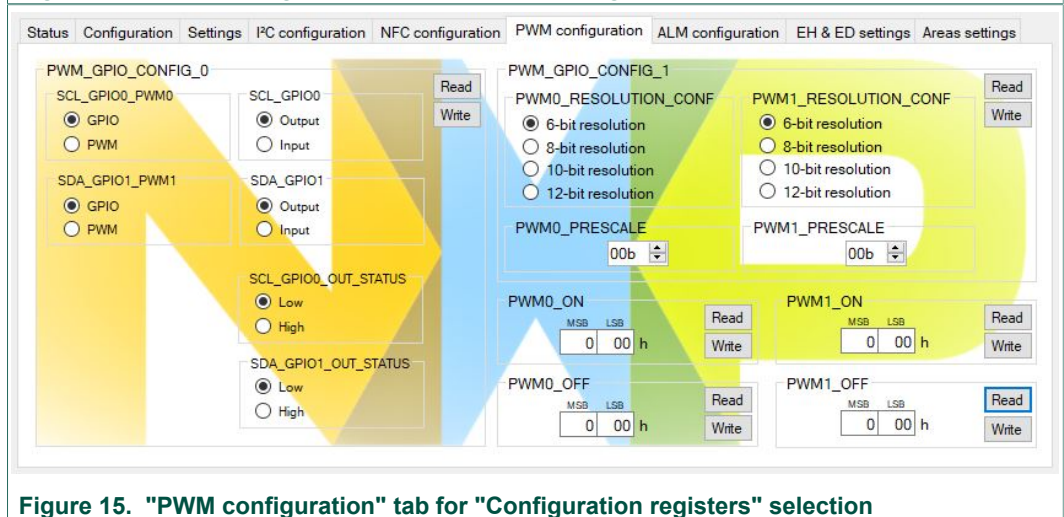 Status Configuration Settings I²C configuration NFC configuration PWM configuration ALM configuration EH & ED settings Areas settings
PWM_GPIO_CONFIG_0
Read
Write
SCL_GPIO0_PWM0
GPIO
PWM
SCL_GPIO0
Output
Input
SDA_GPIO1_PWM1
GPIO
PWM
SDA_GPIO1
Output
Input
SCL_GPIO0_OUT_STATUS
Low
High
SDA_GPIO1_OUT_STATUS
Low
High
PWM_GPIO_CONFIG_1
Read
Write
PWM0_RESOLUTION_CONF
6-bit resolution
8-bit resolution
10-bit resolution
12-bit resolution
PWM1_RESOLUTION_CONF
6-bit resolution
8-bit resolution
10-bit resolution
12-bit resolution
PWM0_PRESCALE
00b
PWM1_PRESCALE
00b
PWM0_ON
MSB LSB
0 00 h
Read
Write
PWM1_ON
MSB LSB
0 00 h
Read
Write
PWM0_OFF
MSB LSB
0 00 h
Read
Write
PWM1_OFF
MSB LSB
0 00 h
Read
Write
Figure 15. "PWM configuration" tab for "Configuration registers" selection